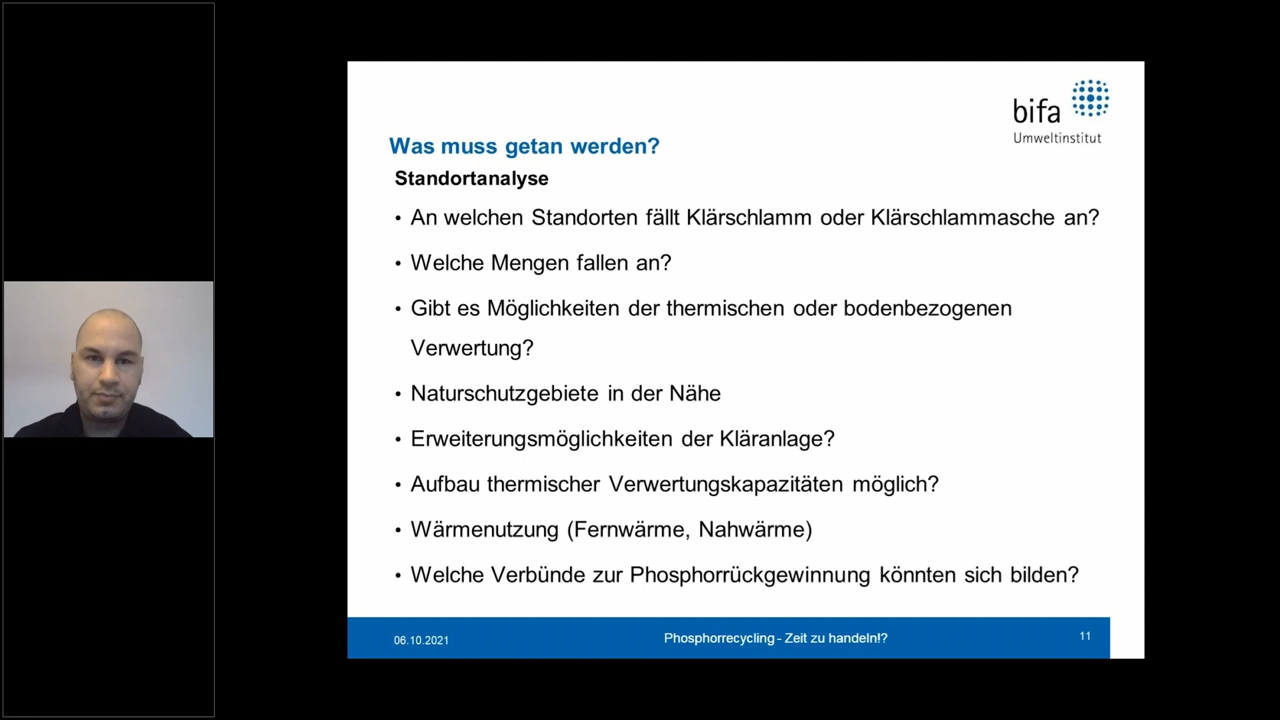 bifa
Umweltinstitut
Was muss getan werden?
Standortanalyse
• An welchen Standorten fällt Klärschlamm oder Klärschlammasche an?
• Welche Mengen fallen an?
• Gibt es Möglichkeiten der thermischen oder bodenbezogenen
Verwertung?
• Naturschutzgebiete in der Nähe
• Erweiterungsmöglichkeiten der Kläranlage?
• Aufbau thermischer Verwertungskapazitäten möglich?
• Wärmenutzung (Fernwärme, Nahwärme)
• Welche Verbünde zur Phosphorrückgewinnung könnten sich bilden?
06.10.2021 Phosphorrecycling - Zeit zu handeln!? 11